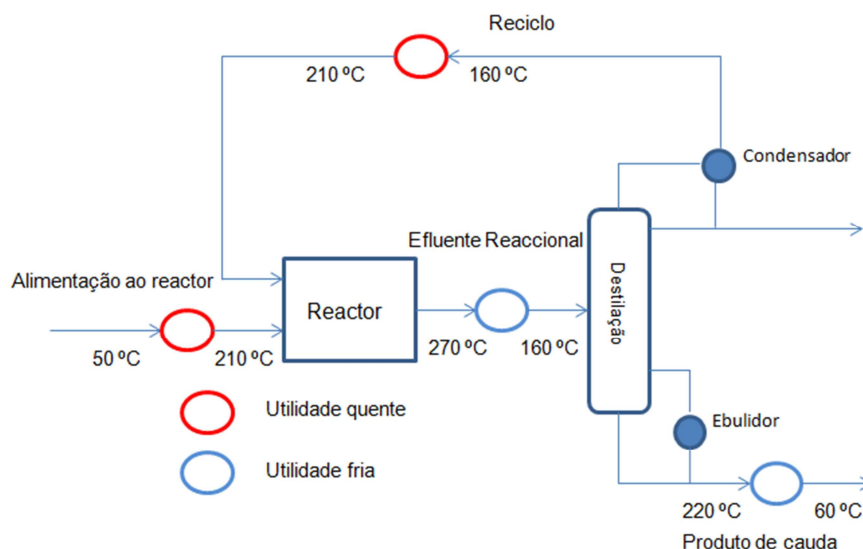 Reciclo
210 ºC
160 ºC
Condensador
Efluente Reaccional
Alimentação ao reactor
Reactor
Destilação
50 ºC
210 ºC
270 ºC
160 ºC
Utilidade quente
Ebulidor
Utilidade fria
220 ºC
60 ºC
Produto de cauda